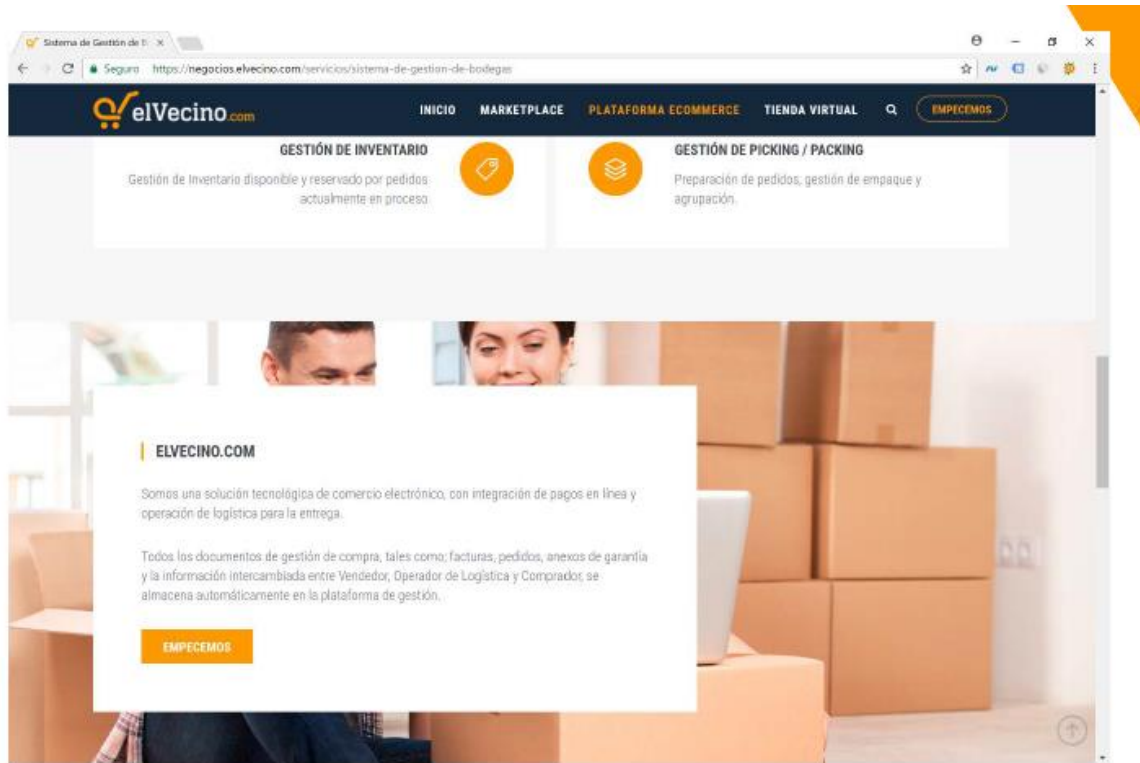 Sistema de Gestión de B
Seguro https://negocios.elvecino.com/servicios/sistema-de-gestion-de-bodegas
elVecino.com
INICIO MARKETPLACE PLATAFORMA ECOMMERCE TIENDA VIRTUAL EMPECEMOS
GESTIÓN DE INVENTARIO
Gestión de Inventario disponible y reservado por pedidos
actualmente en proceso
GESTIÓN DE PICKING / PACKING
Preparación de pedidos, gestión de empaque y
agrupación.
ELVECINO.COM
Somos una solución tecnológica de comercio electrónico, con integración de pagos en línea y
operación de logística para la entrega.
Todos los documentos de gestión de compra, tales como; facturas, pedidos, anexos de garantía
y la información intercambiada entre Vendedor, Operador de Logística y Comprador, se
almacena automáticamente en la plataforma de gestión.
EMPECEMOS